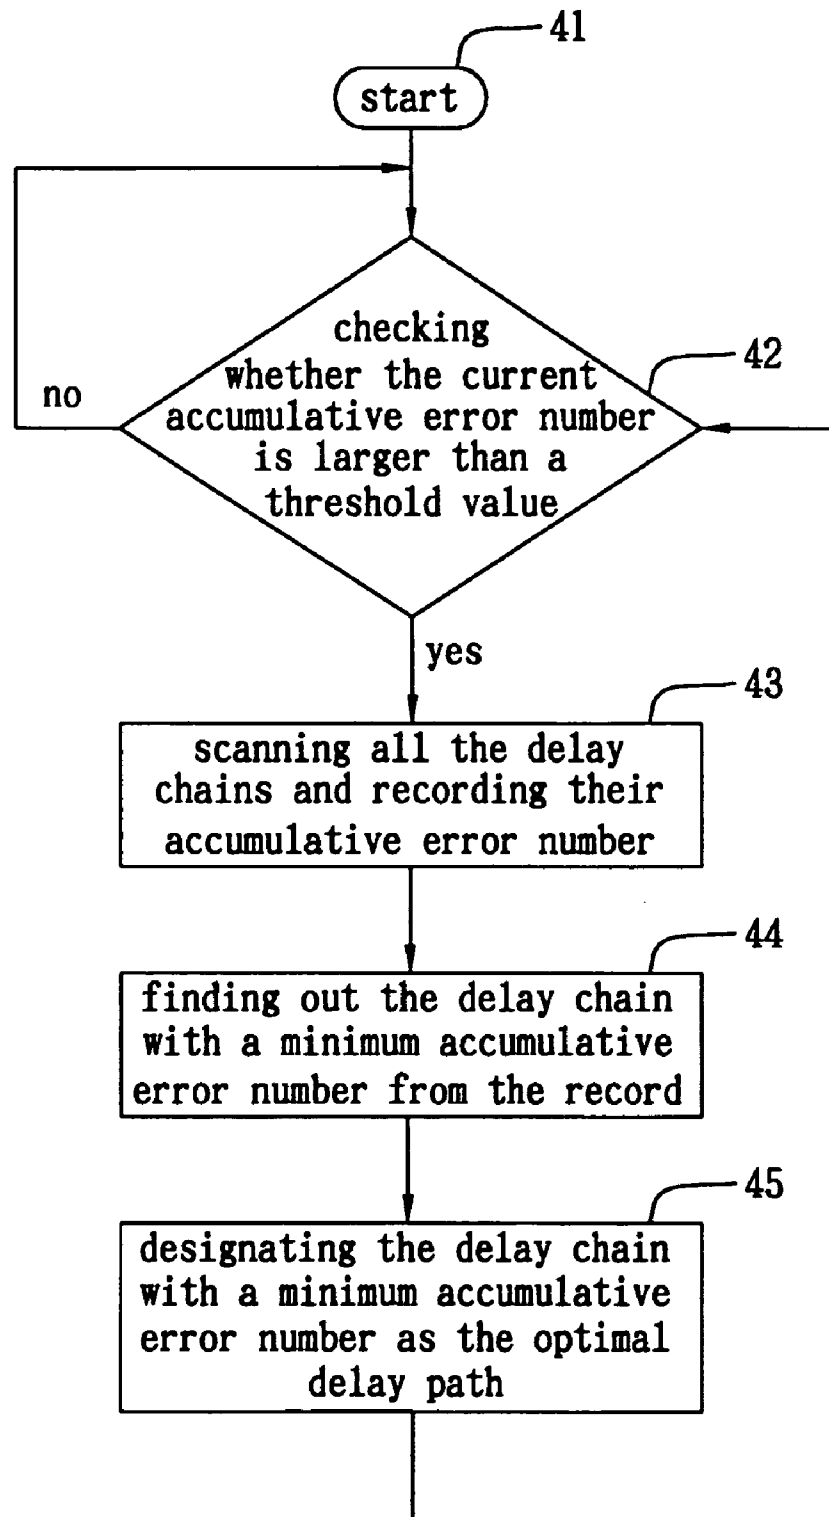 41
start
checking
whether the current
accumulative error number
is larger than a
threshold value
42
no
yes
43
scanning all the delay
chains and recording their
accumulative error number
44
finding out the delay chain
with a minimum accumulative
error number from the record
45
designating the delay chain
with a minimum accumulative
error number as the optimal
delay path